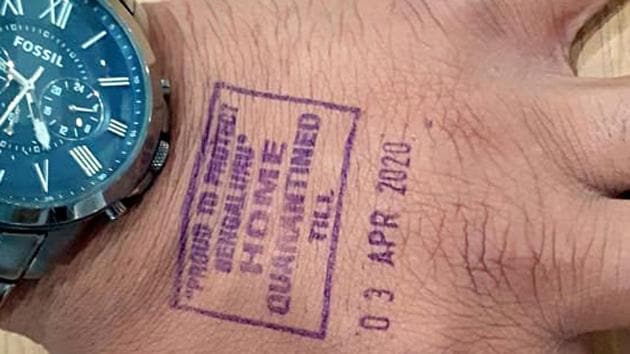 FOSSIL
"PROUD TO PROTECT
BENGALURU"
HOME
QUARANTINED
TILL
03 APR 2020